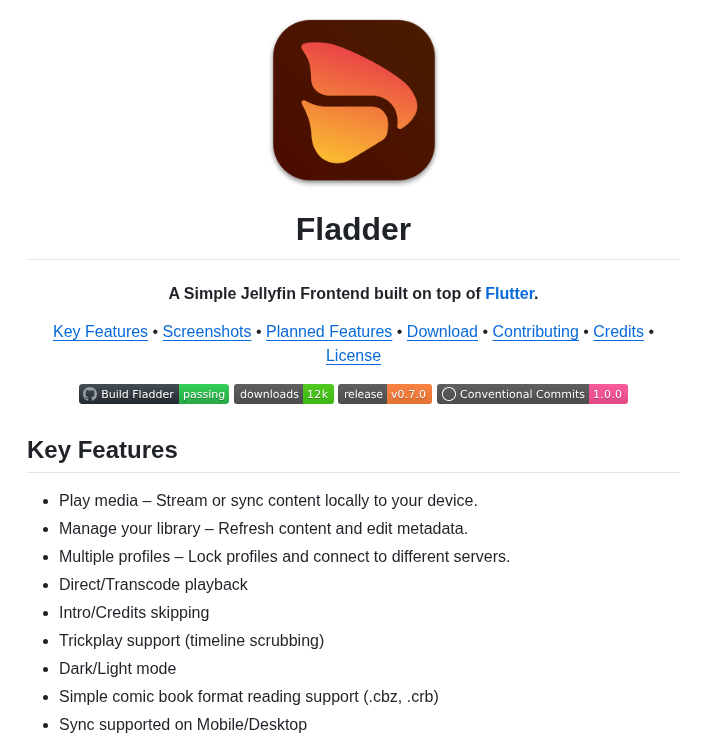 Fladder
A Simple Jellyfin Frontend built on top of Flutter.
Key Features • Screenshots • Planned Features • Download • Contributing • Credits •
License
Build Fladder passing downloads 12k release v0.7.0 Conventional Commits 1.0.0
Key Features
• Play media – Stream or sync content locally to your device.
• Manage your library – Refresh content and edit metadata.
• Multiple profiles – Lock profiles and connect to different servers.
• Direct/Transcode playback
• Intro/Credits skipping
• Trickplay support (timeline scrubbing)
• Dark/Light mode
• Simple comic book format reading support (.cbz, .crb)
• Sync supported on Mobile/Desktop